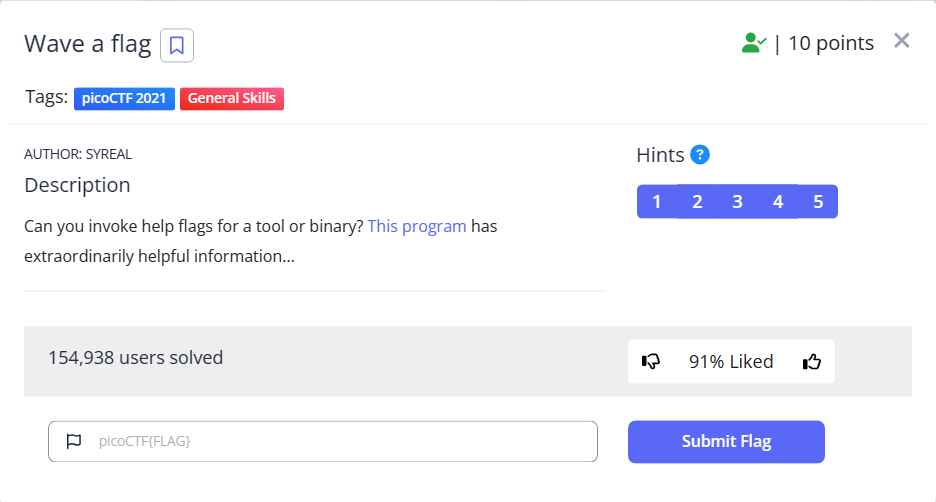 Wave a flag
| 10 points
Tags: picoCTF 2021 General Skills
AUTHOR: SYREAL
Description
Can you invoke help flags for a tool or binary? This program has
extraordinarily helpful information...
Hints ?
1 2 3 4 5
154,938 users solved
91% Liked
picoCTF{FLAG}
Submit Flag